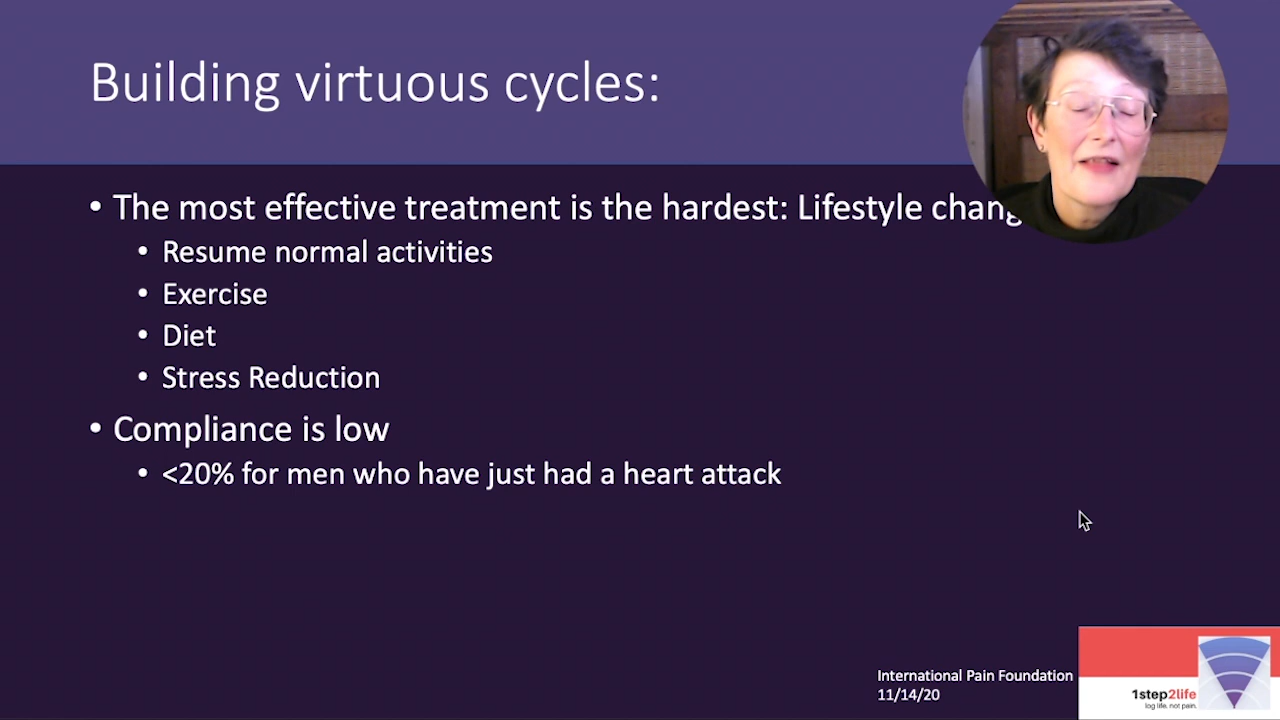 Building virtuous cycles:
• The most effective treatment is the hardest: Lifestyle chang
• Resume normal activities
• Exercise
• Diet
• Stress Reduction
• Compliance is low
• <20% for men who have just had a heart attack
International Pain Foundation
11/14/20
1step2life
log life. not pain.